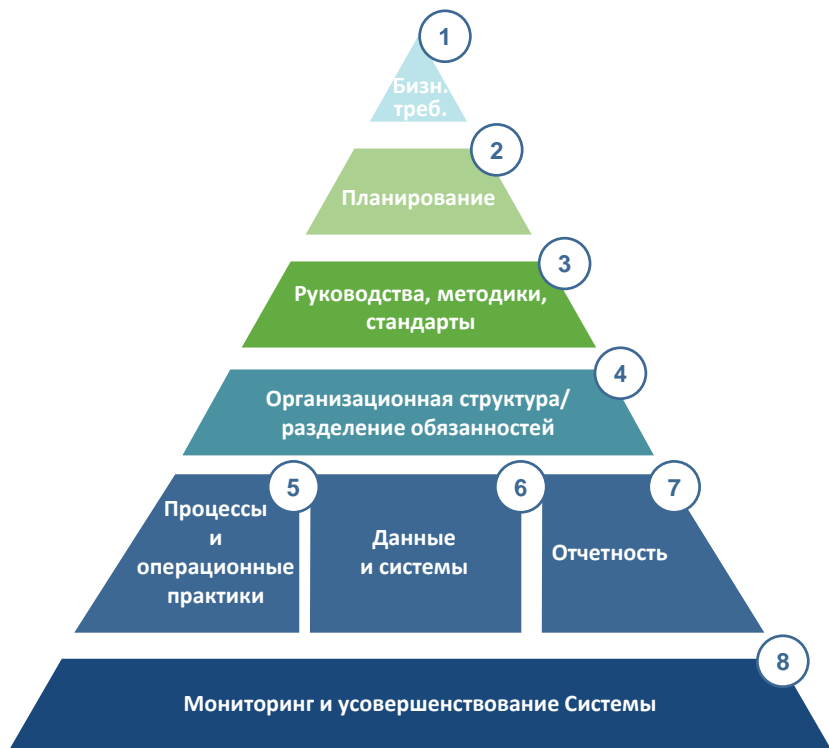 1
Бизн.
треб.
2
Планирование
3
Руководства, методики,
стандарты
4
Организационная структура/
разделение обязанностей
5
Процессы
и
операционные
практики
6
Данные
и системы
7
Отчетность
8
Мониторинг и усовершенствование Системы